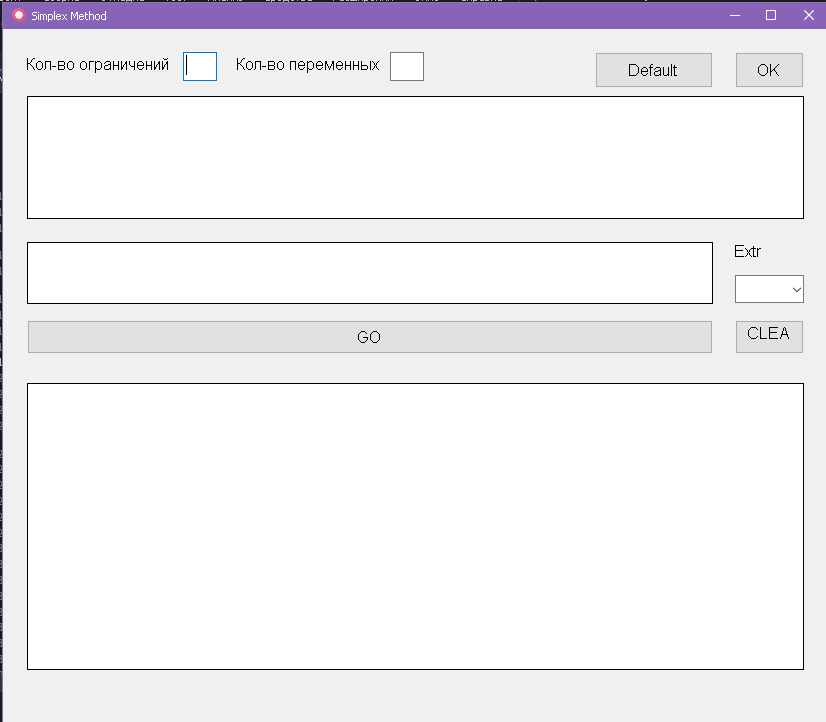 Simplex Method
Кол-во ограничений Кол-во переменных Default OK
Extr
GO CLEA